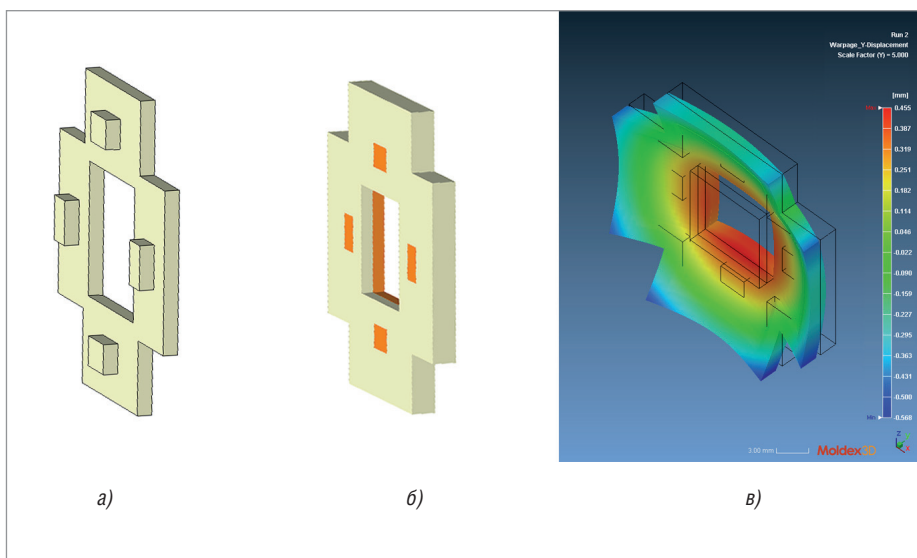 Run 2
Warpage_Y-Displacement
Scale Factor (Y) = 5.000
[mm]
0.455
0.387
0.319
0.251
0.183
0.114
0.046
-0.022
-0.090
-0.159
-0.227
-0.295
-0.363
-0.431
-0.500
-0.568
3.00 mm
Moldex3D
Z
X
а)
б)
в)